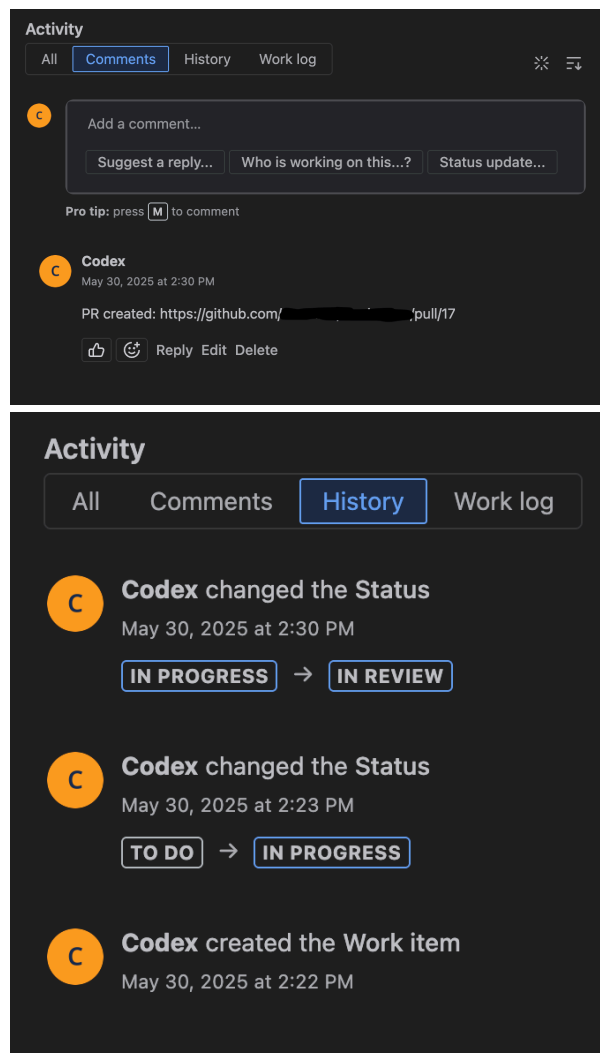 Activity
All Comments History Work log
C
Add a comment...
Suggest a reply... Who is working on this...? Status update...
Pro tip: press M to comment
C
Codex
May 30, 2025 at 2:30 PM
PR created: https://github.com/ /pull/17
Reply Edit Delete
Activity
All Comments History Work log
C
Codex changed the Status
May 30, 2025 at 2:30 PM
IN PROGRESS → IN REVIEW
C
Codex changed the Status
May 30, 2025 at 2:23 PM
TO DO → IN PROGRESS
C
Codex created the Work item
May 30, 2025 at 2:22 PM